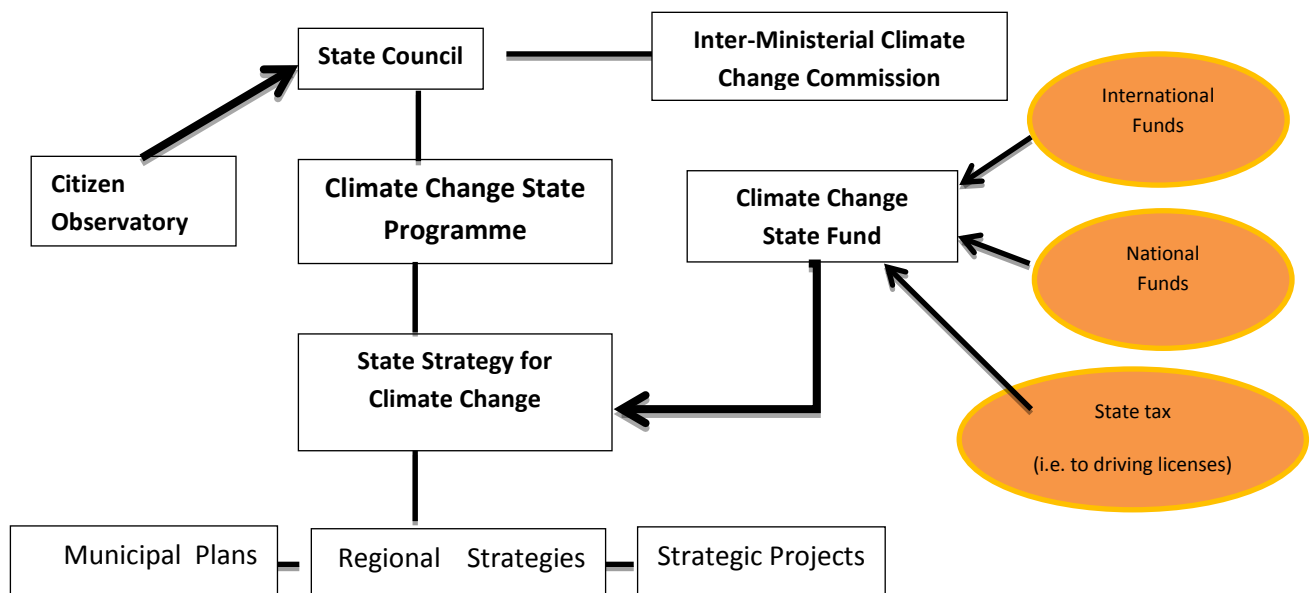 State Council
Inter-Ministerial Climate
Change Commission
International
Funds
Citizen
Observatory
Climate Change State
Programme
Climate Change
State Fund
National
Funds
State Strategy for
Climate Change
State tax
(i.e. to driving licenses)
Municipal Plans
Regional Strategies
Strategic Projects